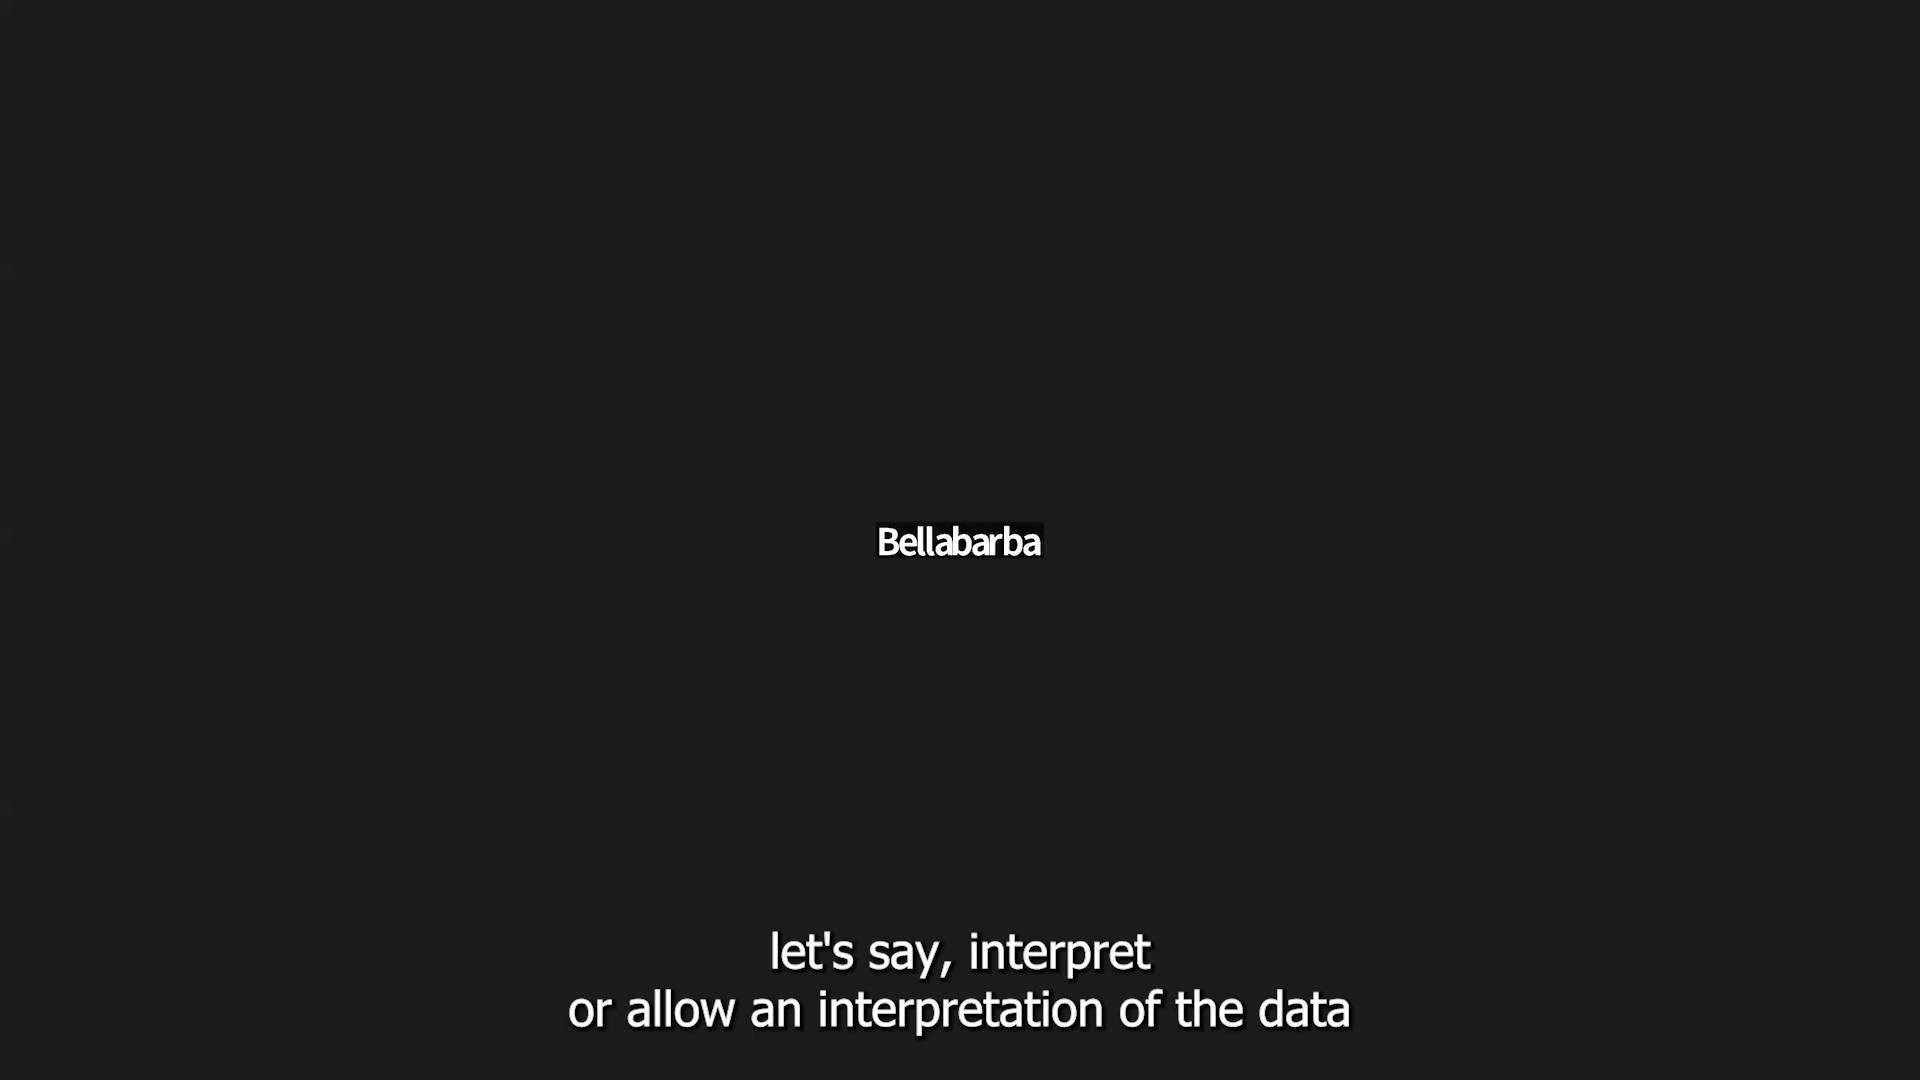 Bellabarba
let's say, interpret
or allow an interpretation of the data